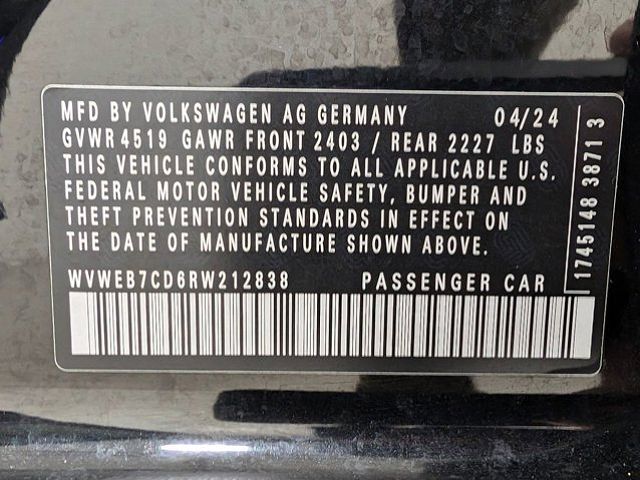 MFD BY VOLKSWAGEN AG GERMANY 04/24
GVWR 4519 GAWR FRONT 2403 / REAR 2227 LBS
THIS VEHICLE CONFORMS TO ALL APPLICABLE U.S.
FEDERAL MOTOR VEHICLE SAFETY, BUMPER AND
THEFT PREVENTION STANDARDS IN EFFECT ON
THE DATE OF MANUFACTURE SHOWN ABOVE.
WVWEB7CD6RW212838 PASSENGER CAR
1745148 3871 3